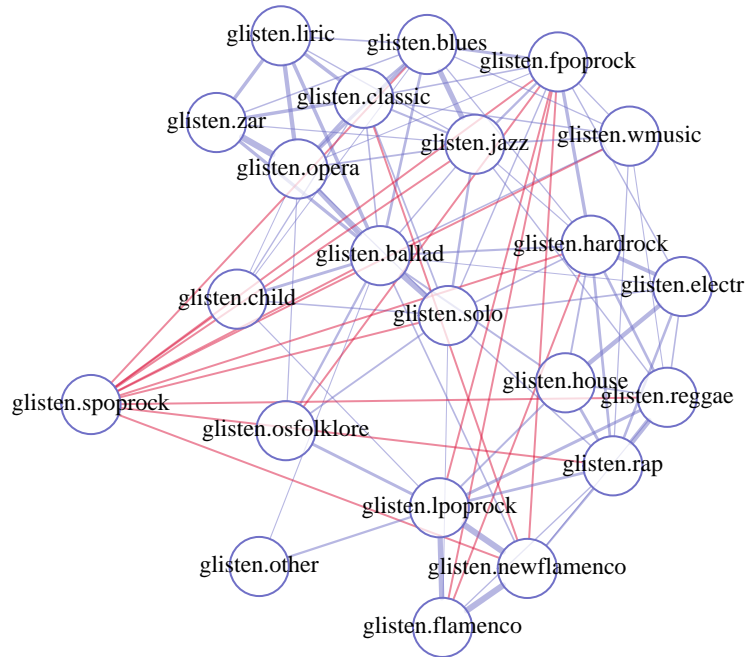 glisten.liric
glisten.blues
glisten.fpoprock
glisten.classic
glisten.zar
glisten.wmusic
glisten.jazz
glisten.opera
glisten.hardrock
glisten.ballad
glisten.electr
glisten.child
glisten.solo
glisten.house
glisten.reggae
glisten.spoprock
glisten.osfolklore
glisten.rap
glisten.lpoprock
glisten.other
glisten.newflamenco
glisten.flamenco